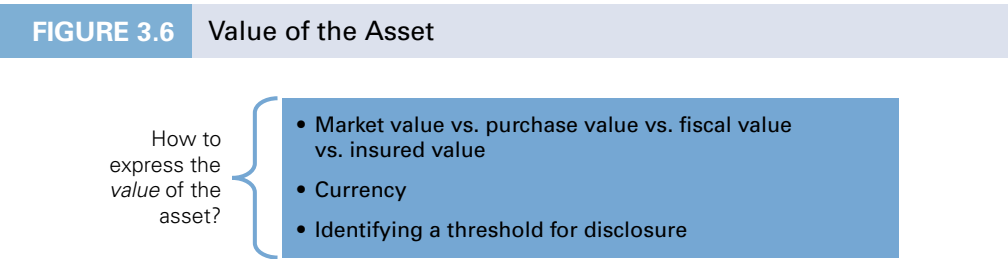 FIGURE 3.6 Value of the Asset
How to
express the
value of the
asset?
• Market value vs. purchase value vs. fiscal value
vs. insured value
• Currency
• Identifying a threshold for disclosure